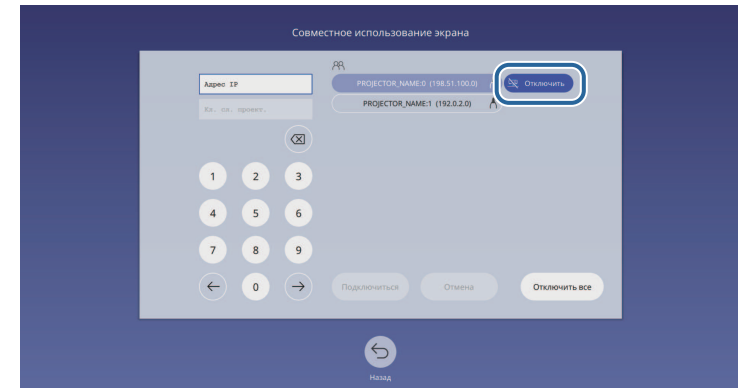 Совместное использование экрана
Адрес IP
PROJECTOR_NAME:0 (198.51.100.0)
Отключить
Кл. сл. проект.
PROJECTOR_NAME:1 (192.0.2.0)
1 2 3
4 5 6
7 8 9
0
Подключиться Отмена Отключить все
Назад